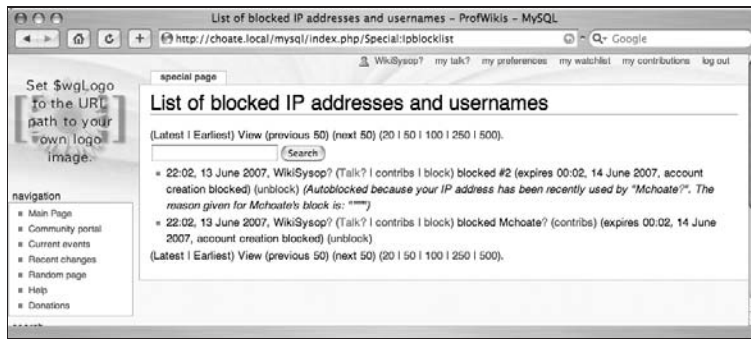 List of blocked IP addresses and usernames – ProfWikis – MySQL
http://choate.local/mysql/index.php/Special:Ipblocklist
Google
WikiSysop? my talk? my preferences my watchlist my contributions log out
Set $wgLogo
to the URL
path to your
own logo
image.
special page
List of blocked IP addresses and usernames
(Latest | Earliest) View (previous 50) (next 50) (20 | 50 | 100 | 250 | 500).
Search
22:02, 13 June 2007, WikiSysop? (Talk? | contribs | block) blocked #2 (expires 00:02, 14 June 2007, account
creation blocked) (unblock) (Autoblocked because your IP address has been recently used by "Mchoate?". The
reason given for Mchoate's block is: """")
22:02, 13 June 2007, WikiSysop? (Talk? | contribs | block) blocked Mchoate? (contribs) (expires 00:02, 14 June
2007, account creation blocked) (unblock)
(Latest | Earliest) View (previous 50) (next 50) (20 | 50 | 100 | 250 | 500).
navigation
Main Page
Community portal
Current events
Recent changes
Random page
Help
Donations